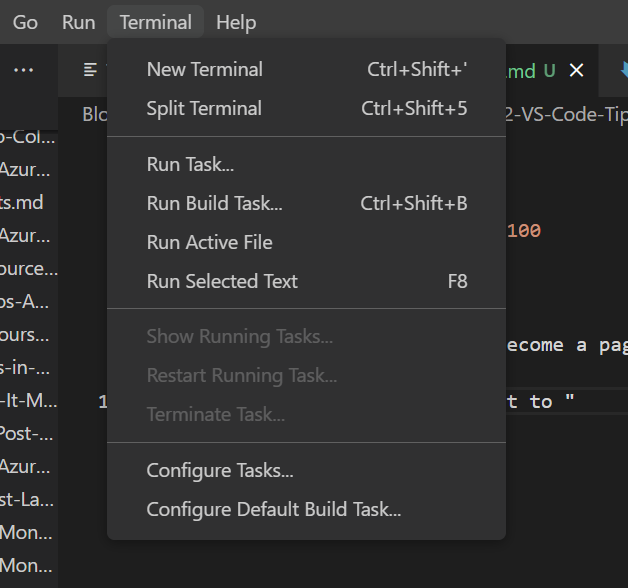 Go Run Terminal Help
New Terminal Ctrl+Shift+'
Split Terminal Ctrl+Shift+5
Run Task...
Run Build Task... Ctrl+Shift+B
Run Active File
Run Selected Text F8
Show Running Tasks...
Restart Running Task...
Terminate Task...
Configure Tasks...
Configure Default Build Task...
...
.md U
Blo
2-VS-Code-Tip
o-Col...
Azur...
ts.md
Azur...
ource...
os-A...
ours...
s-in-...
-It-M...
Post-...
Azur...
st-La...
Mon...
Mon...
100
ecome a pag
1
t to "